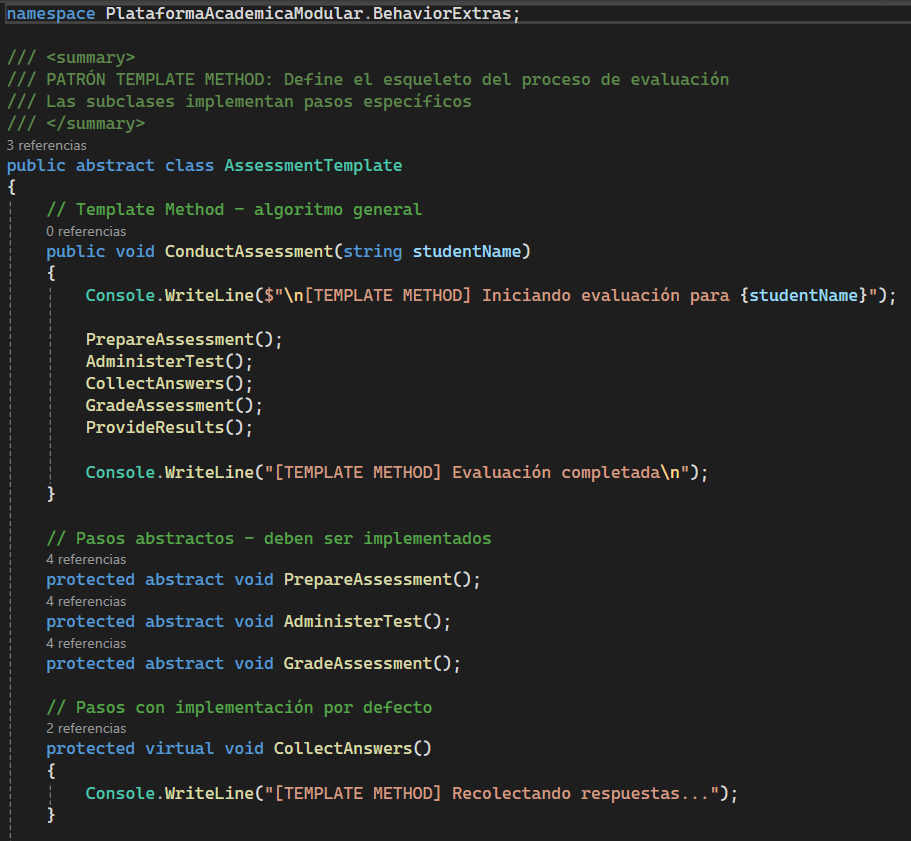 namespace PlataformaAcademicaModular.BehaviorExtras;
/// <summary>
/// PATRÓN TEMPLATE METHOD: Define el esqueleto del proceso de evaluación
/// Las subclases implementan pasos específicos
/// </summary>
3 referencias
public abstract class AssessmentTemplate
{
// Template Method – algoritmo general
0 referencias
public void ConductAssessment(string studentName)
{
Console.WriteLine($"\n[TEMPLATE METHOD] Iniciando evaluación para {studentName}");
PrepareAssessment();
AdministerTest();
CollectAnswers();
GradeAssessment();
ProvideResults();
Console.WriteLine("[TEMPLATE METHOD] Evaluación completada\n");
}
// Pasos abstractos – deben ser implementados
4 referencias
protected abstract void PrepareAssessment();
4 referencias
protected abstract void AdministerTest();
4 referencias
protected abstract void GradeAssessment();
// Pasos con implementación por defecto
2 referencias
protected virtual void CollectAnswers()
{
Console.WriteLine("[TEMPLATE METHOD] Recolectando respuestas...");
}